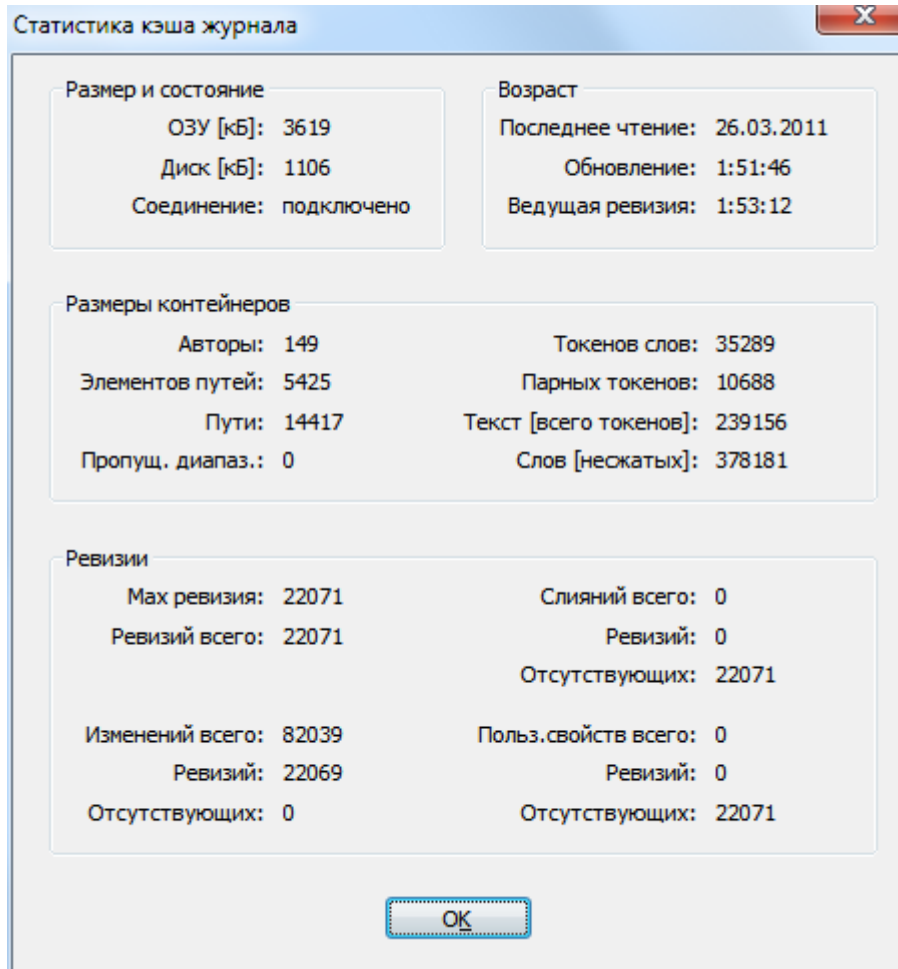 Статистика кэша журнала
Размер и состояние
ОЗУ [кБ]: 3619
Диск [кБ]: 1106
Соединение: подключено
Возраст
Последнее чтение: 26.03.2011
Обновление: 1:51:46
Ведущая ревизия: 1:53:12
Размеры контейнеров
Авторы: 149
Элементов путей: 5425
Пути: 14417
Пропущ. диапаз.: 0
Токенов слов: 35289
Парных токенов: 10688
Текст [всего токенов]: 239156
Слов [несжатых]: 378181
Ревизии
Мах ревизия: 22071
Ревизий всего: 22071
Слияний всего: 0
Ревизий: 0
Отсутствующих: 22071
Изменений всего: 82039
Ревизий: 22069
Отсутствующих: 0
Польз.свойств всего: 0
Ревизий: 0
Отсутствующих: 22071
OK